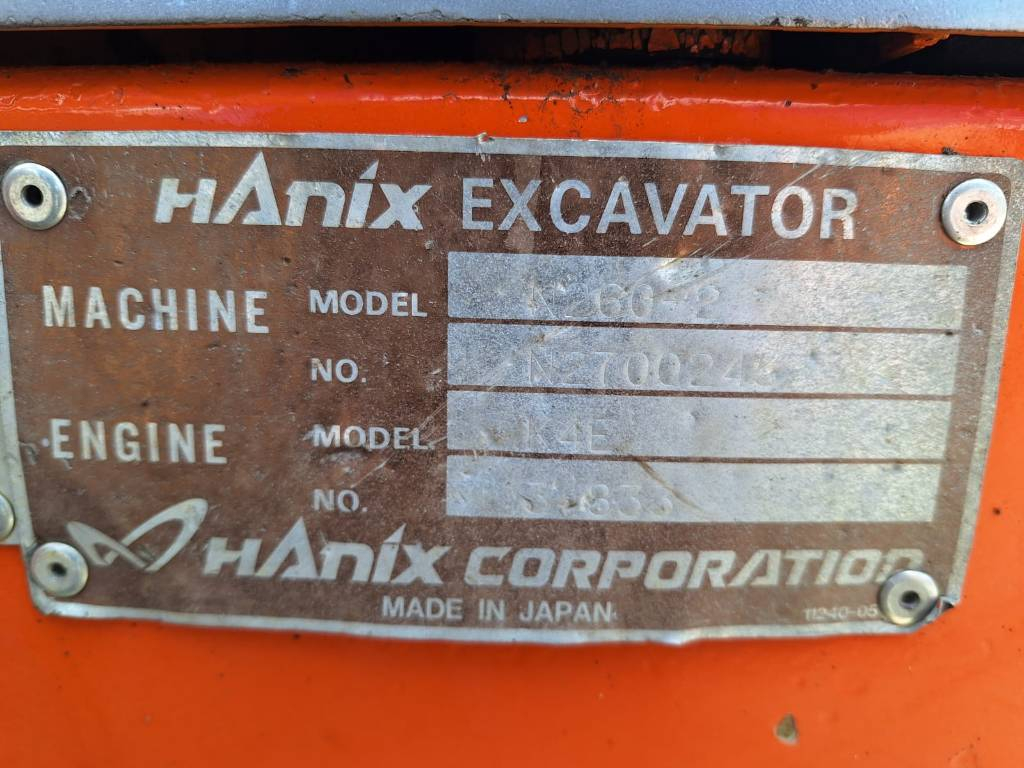 HAnix EXCAVATOR
MACHINE MODEL N260-2
NO.
ENGINE MODEL K4E
NO.
HAnix CORPORATION
MADE IN JAPAN
11240-05